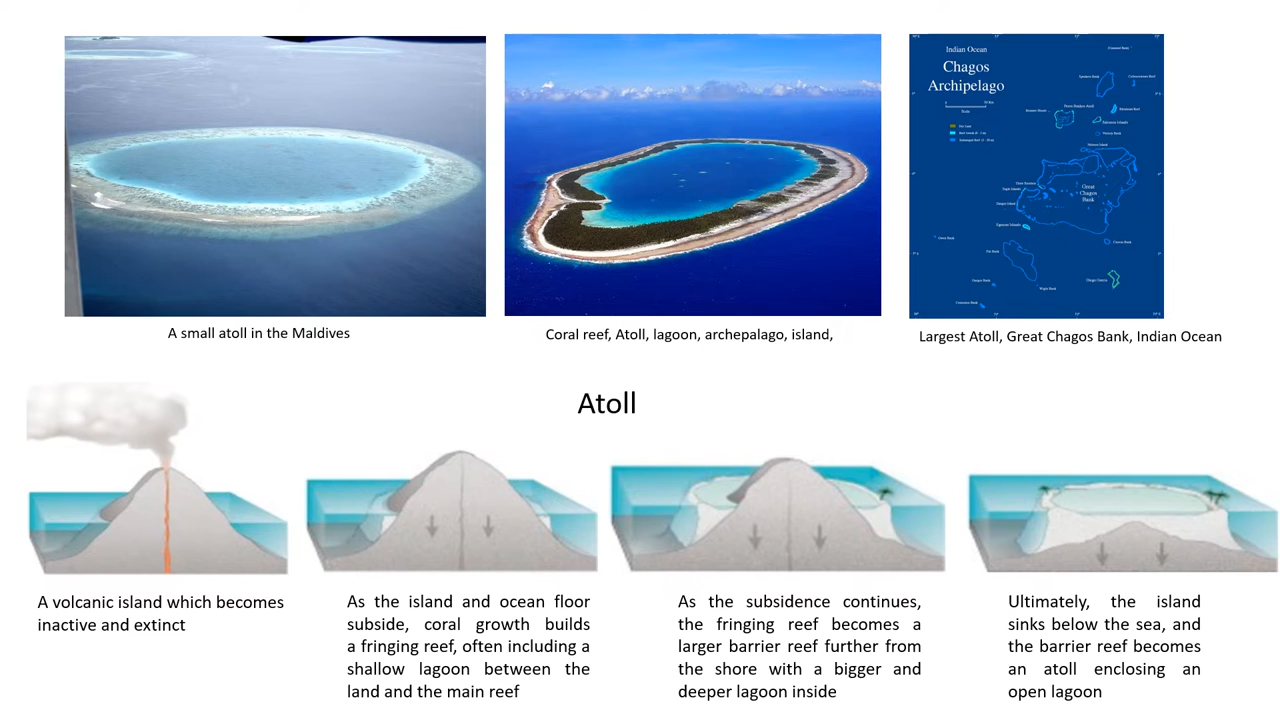 Indian Ocean
Chagos
Archipelago
Great
Chagos
Bank
A small atoll in the Maldives
Coral reef, Atoll, lagoon, archepalago, island,
Largest Atoll, Great Chagos Bank, Indian Ocean
Atoll
A volcanic island which becomes
inactive and extinct
As the island and ocean floor
subside, coral growth builds
a fringing reef, often including a
shallow lagoon between the
land and the main reef
As the subsidence continues,
the fringing reef becomes a
larger barrier reef further from
the shore with a bigger and
deeper lagoon inside
Ultimately, the island
sinks below the sea, and
the barrier reef becomes
an atoll enclosing an
open lagoon